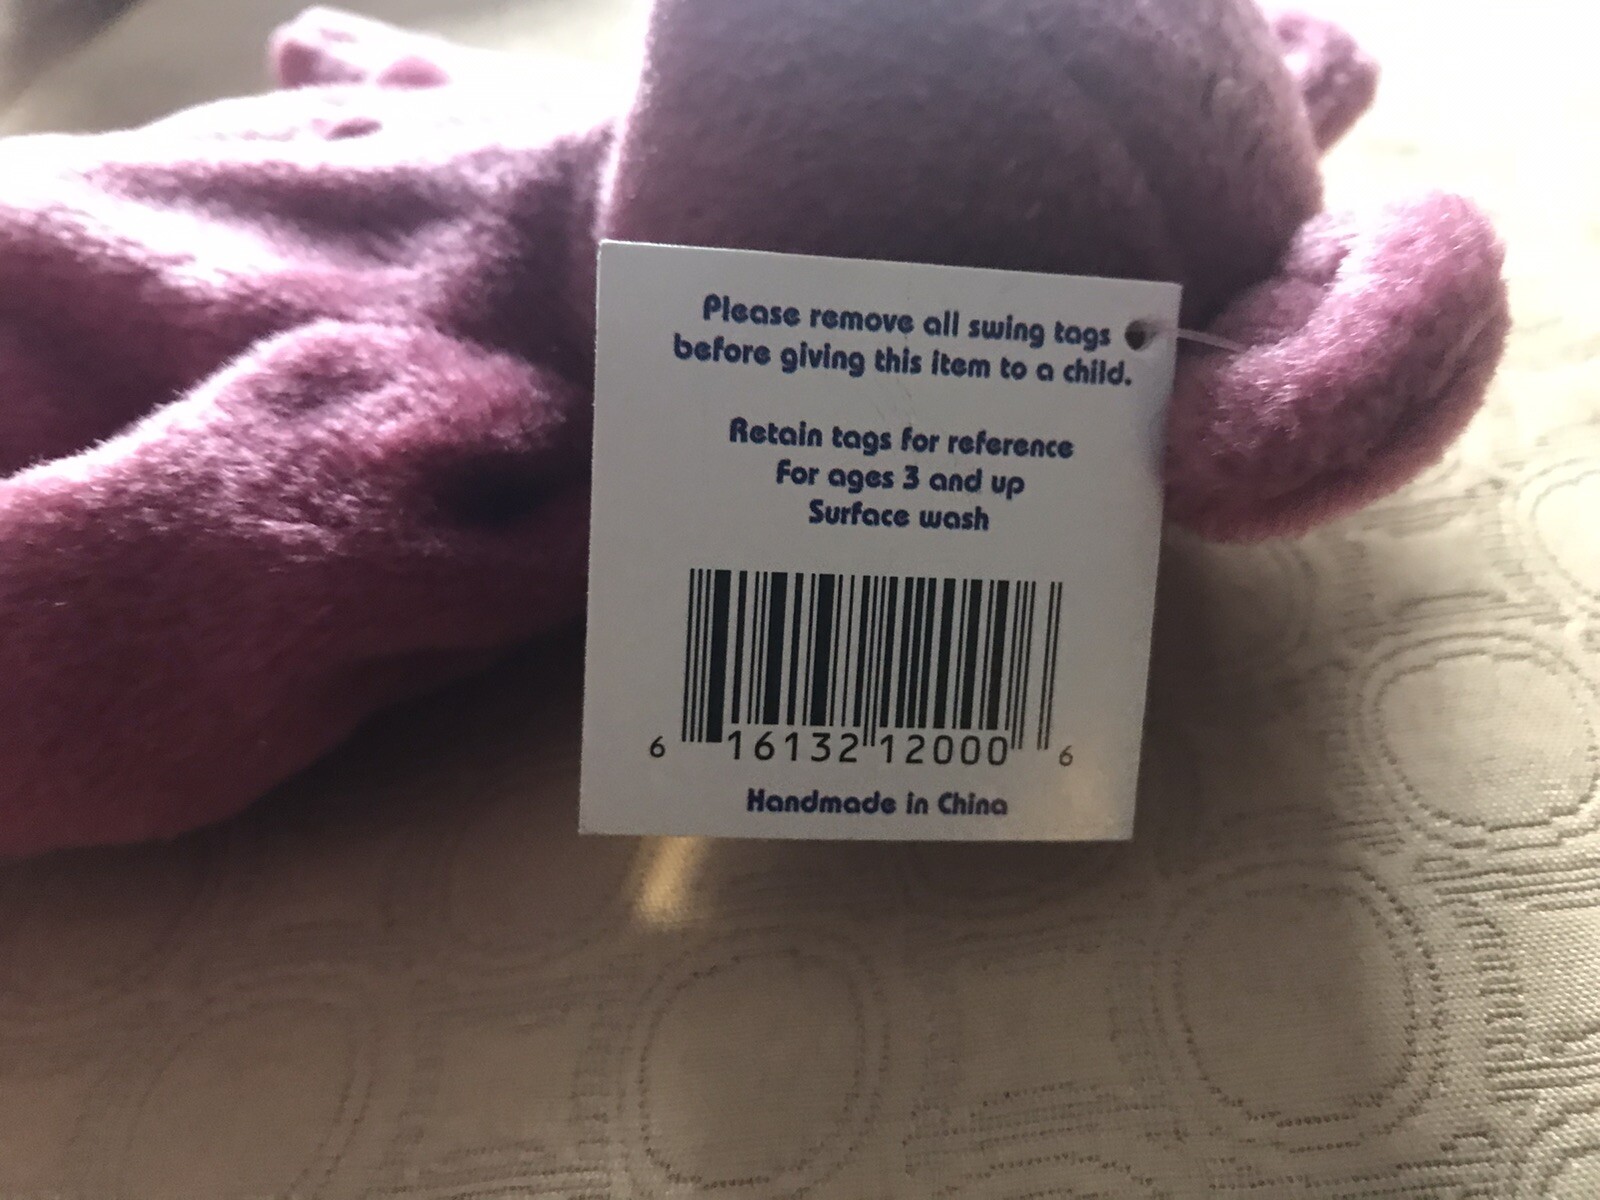 Please remove all swing tags
before giving this item to a child.
Retain tags for reference
For ages 3 and up
Surface wash
6 16132 12000 6
Handmade in China